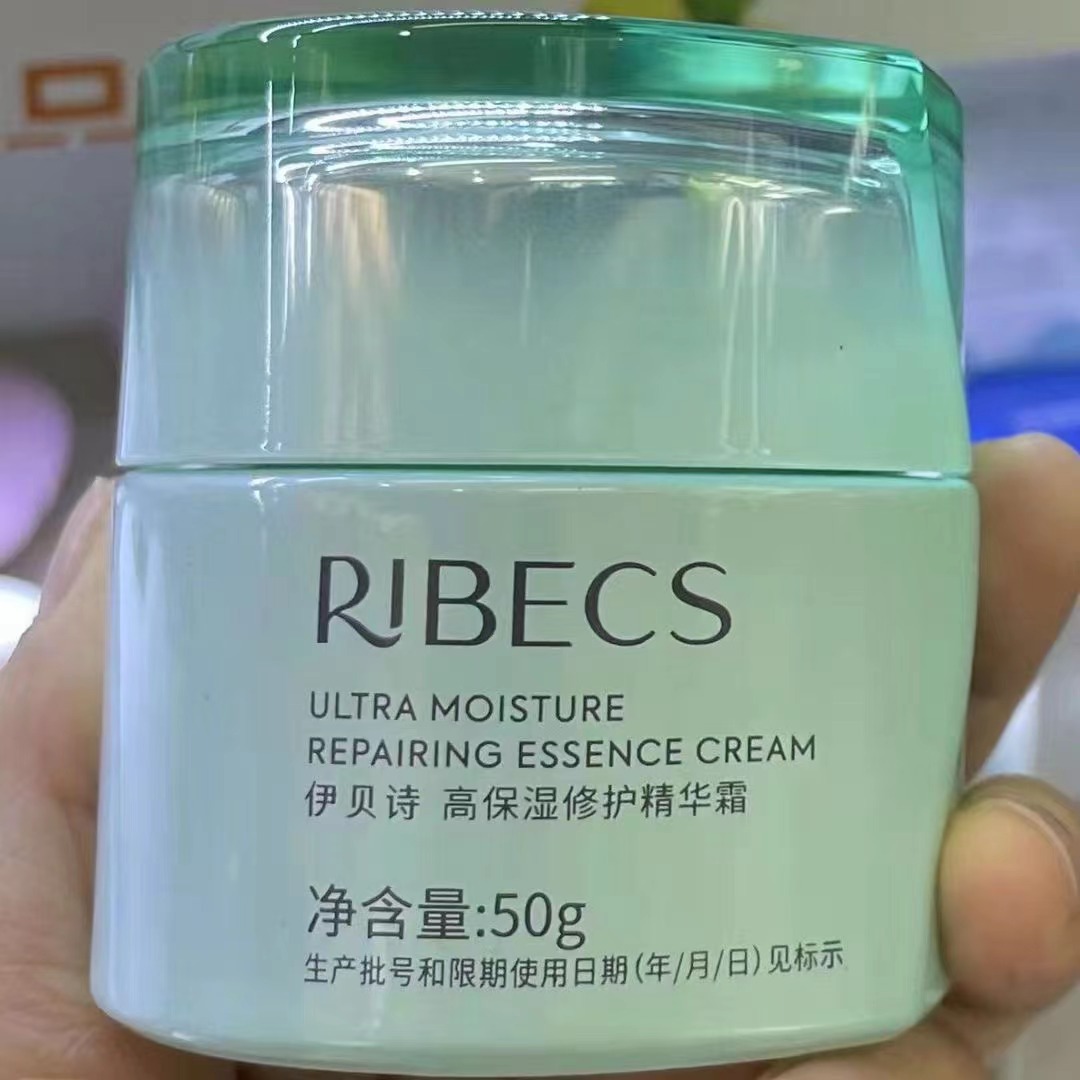 RIBECS
ULTRA MOISTURE
REPAIRING ESSENCE CREAM
伊贝诗 高保湿修护精华霜
净含量:50g
生产批号和限期使用日期(年/月/日)见标示